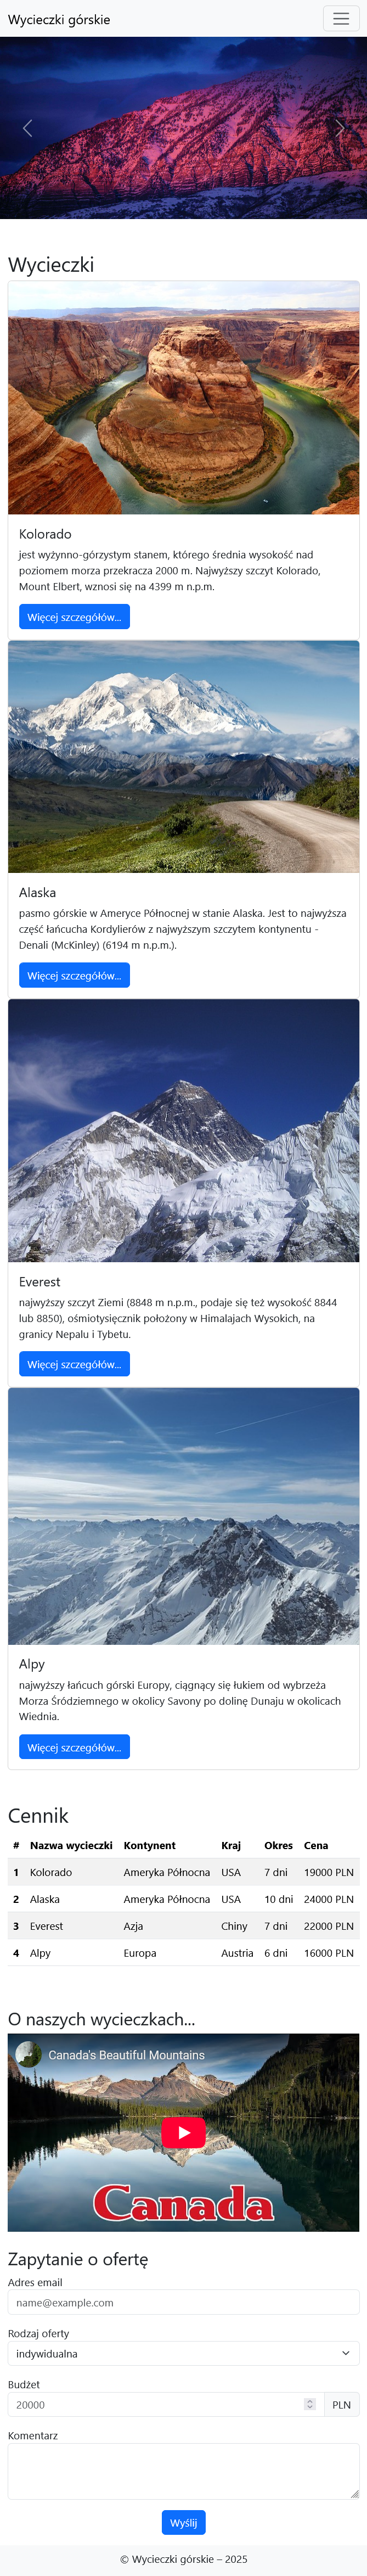 Wycieczki górskie
Wycieczki
Kolorado
jest wyżynno-górzystym stanem, którego średnia wysokość nad
poziomem morza przekracza 2000 m. Najwyższy szczyt Kolorado,
Mount Elbert, wznosi się na 4399 m n.p.m.
Więcej szczegółów...
Alaska
pasmo górskie w Ameryce Północnej w stanie Alaska. Jest to najwyższa
część łańcucha Kordylierów z najwyższym szczytem kontynentu -
Denali (McKinley) (6194 m n.p.m.).
Więcej szczegółów...
Everest
najwyższy szczyt Ziemi (8848 m n.p.m., podaje się też wysokość 8844
lub 8850), ośmiotysięcznik położony w Himalajach Wysokich, na
granicy Nepalu i Tybetu.
Więcej szczegółów...
Alpy
najwyższy łańcuch górski Europy, ciągnący się łukiem od wybrzeża
Morza Śródziemnego w okolicy Savony po dolinę Dunaju w okolicach
Wiednia.
Więcej szczegółów...
Cennik
# Nazwa wycieczki Kontynent Kraj Okres Cena
1 Kolorado Ameryka Północna USA 7 dni 19000 PLN
2 Alaska Ameryka Północna USA 10 dni 24000 PLN
3 Everest Azja Chiny 7 dni 22000 PLN
4 Alpy Europa Austria 6 dni 16000 PLN
O naszych wycieczkach...
Canada's Beautiful Mountains
Canada
Zapytanie o ofertę
Adres email
name@example.com
Rodzaj oferty
indywidualna
Budżet
20000 PLN
Komentarz
Wyślij
© Wycieczki górskie – 2025